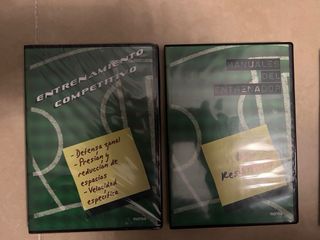 ENTRENAMIENTO
COMPETITIVO
- Defensa zonal
- Presión y
reducción de
espacios
- Velocidad
específica
MANUALES
DEL
ENTRENADOR